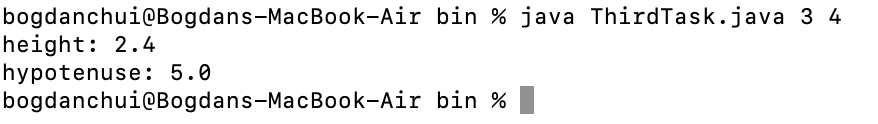 bogdanchui@Bogdans-MacBook-Air bin % java ThirdTask.java 3 4
height: 2.4
hypotenuse: 5.0
bogdanchui@Bogdans-MacBook-Air bin %